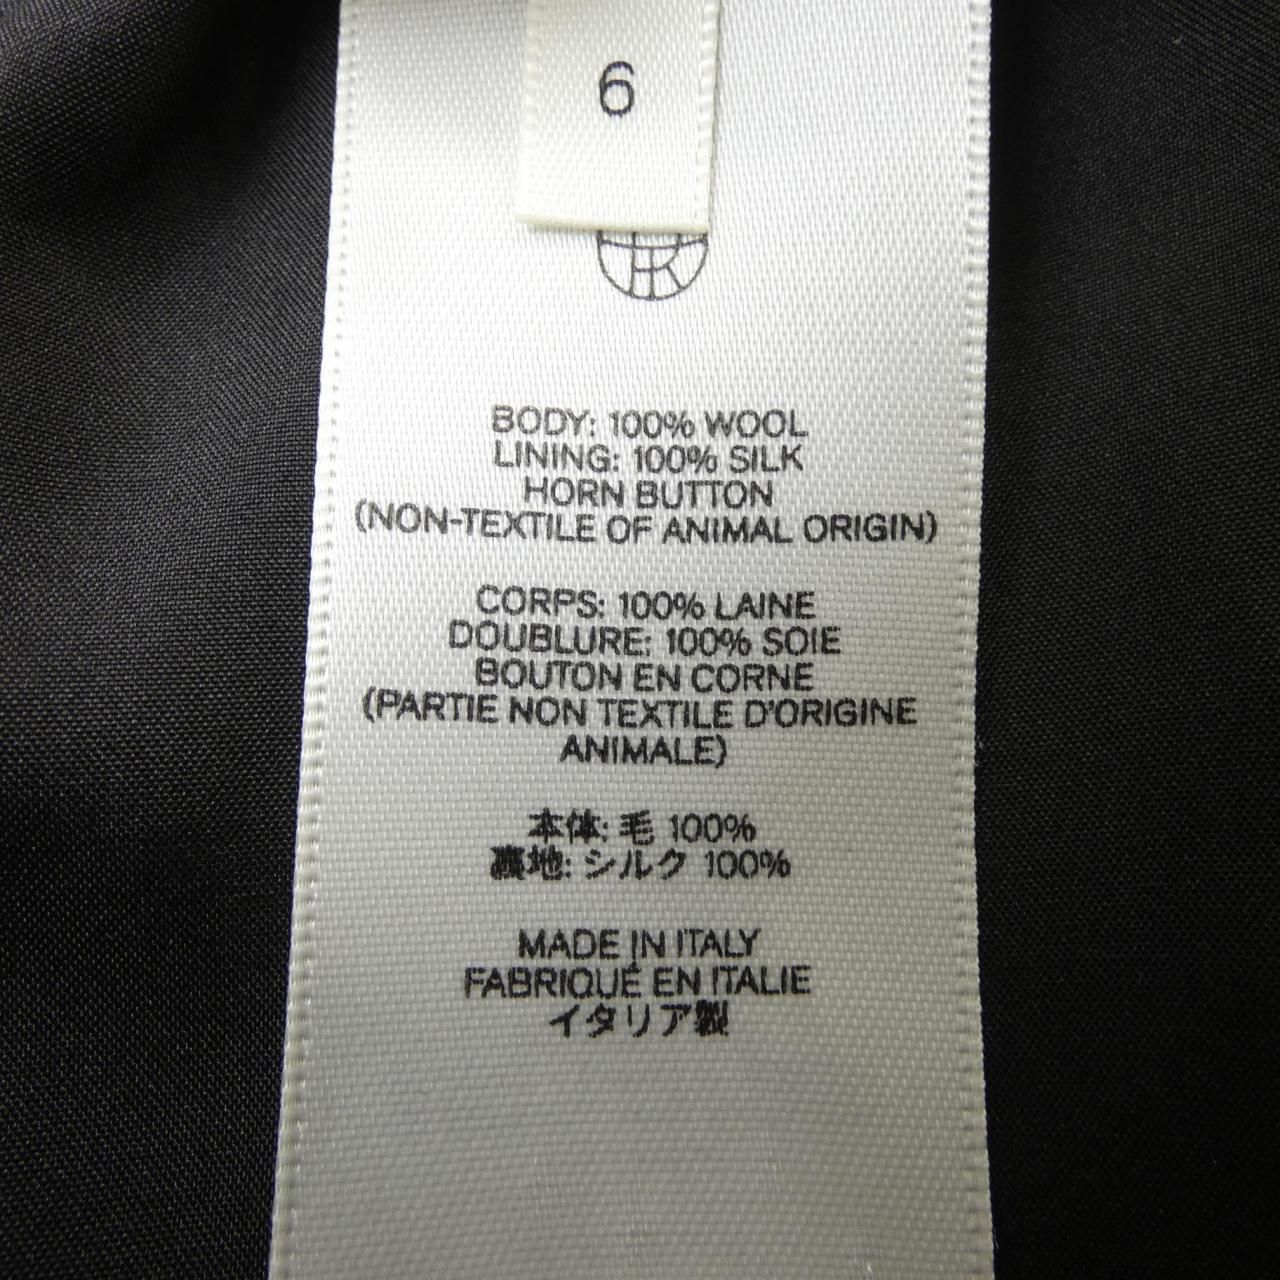 6
BODY: 100% WOOL
LINING: 100% SILK
HORN BUTTON
(NON-TEXTILE OF ANIMAL ORIGIN)
CORPS: 100% LAINE
DOUBLURE: 100% SOIE
BOUTON EN CORNE
(PARTIE NON TEXTILE D'ORIGINE
ANIMALE)
本体: 毛 100%
裏地: シルク 100%
MADE IN ITALY
FABRIQUÉ EN ITALIE
イタリア製